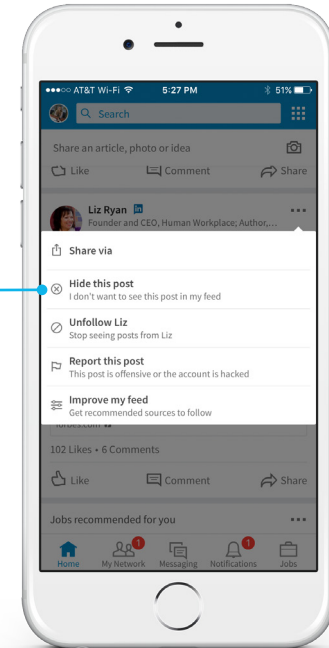 AT&T Wi-Fi 5:27 PM 51%
Search
Share an article, photo or idea
Like Comment Share
Liz Ryan in
Founder and CEO, Human Workplace; Author,...
Share via
Hide this post
I don't want to see this post in my feed
Unfollow Liz
Stop seeing posts from Liz
Report this post
This post is offensive or the account is hacked
Improve my feed
Get recommended sources to follow
forbes.com
102 Likes • 6 Comments
Like Comment Share
Jobs recommended for you
1 1
Home My Network Messaging Notifications Jobs